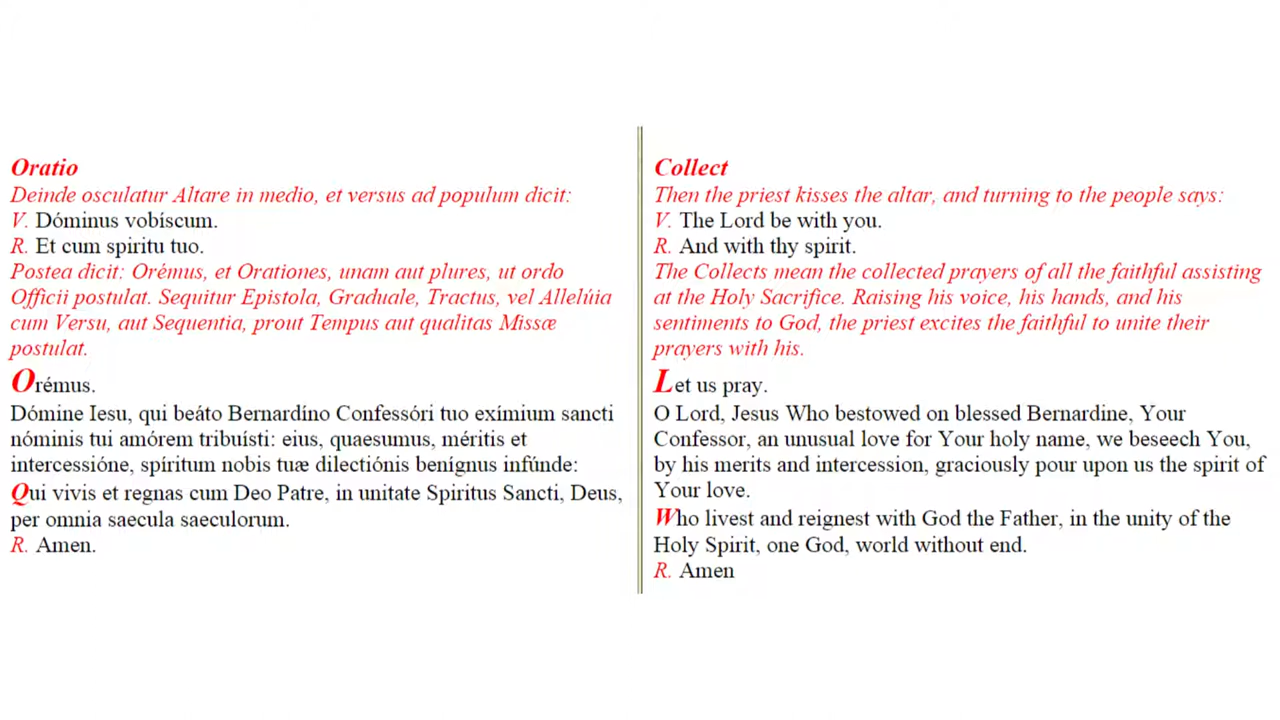 Oratio
Deinde osculatur Altare in medio, et versus ad populum dicit:
V. Dóminus vobíscum.
R. Et cum spiritu tuo.
Postea dicit: Orémus, et Orationes, unam aut plures, ut ordo
Officii postulat. Sequitur Epistola, Graduale, Tractus, vel Allelúia
cum Versu, aut Sequentia, prout Tempus aut qualitas Missæ
postulat.
Orémus.
Dómine Iesu, qui beáto Bernardíno Confessóri tuo exímium sancti
nóminis tui amórem tribuísti: eius, quaesumus, méritis et
intercessióne, spíritum nobis tuæ dilectiónis benígnus infúnde:
Qui vivis et regnas cum Deo Patre, in unitate Spiritus Sancti, Deus,
per omnia saecula saeculorum.
R. Amen.
Collect
Then the priest kisses the altar, and turning to the people says:
V. The Lord be with you.
R. And with thy spirit.
The Collects mean the collected prayers of all the faithful assisting
at the Holy Sacrifice. Raising his voice, his hands, and his
sentiments to God, the priest excites the faithful to unite their
prayers with his.
Let us pray.
O Lord, Jesus Who bestowed on blessed Bernardine, Your
Confessor, an unusual love for Your holy name, we beseech You,
by his merits and intercession, graciously pour upon us the spirit of
Your love.
Who livest and reignest with God the Father, in the unity of the
Holy Spirit, one God, world without end.
R. Amen